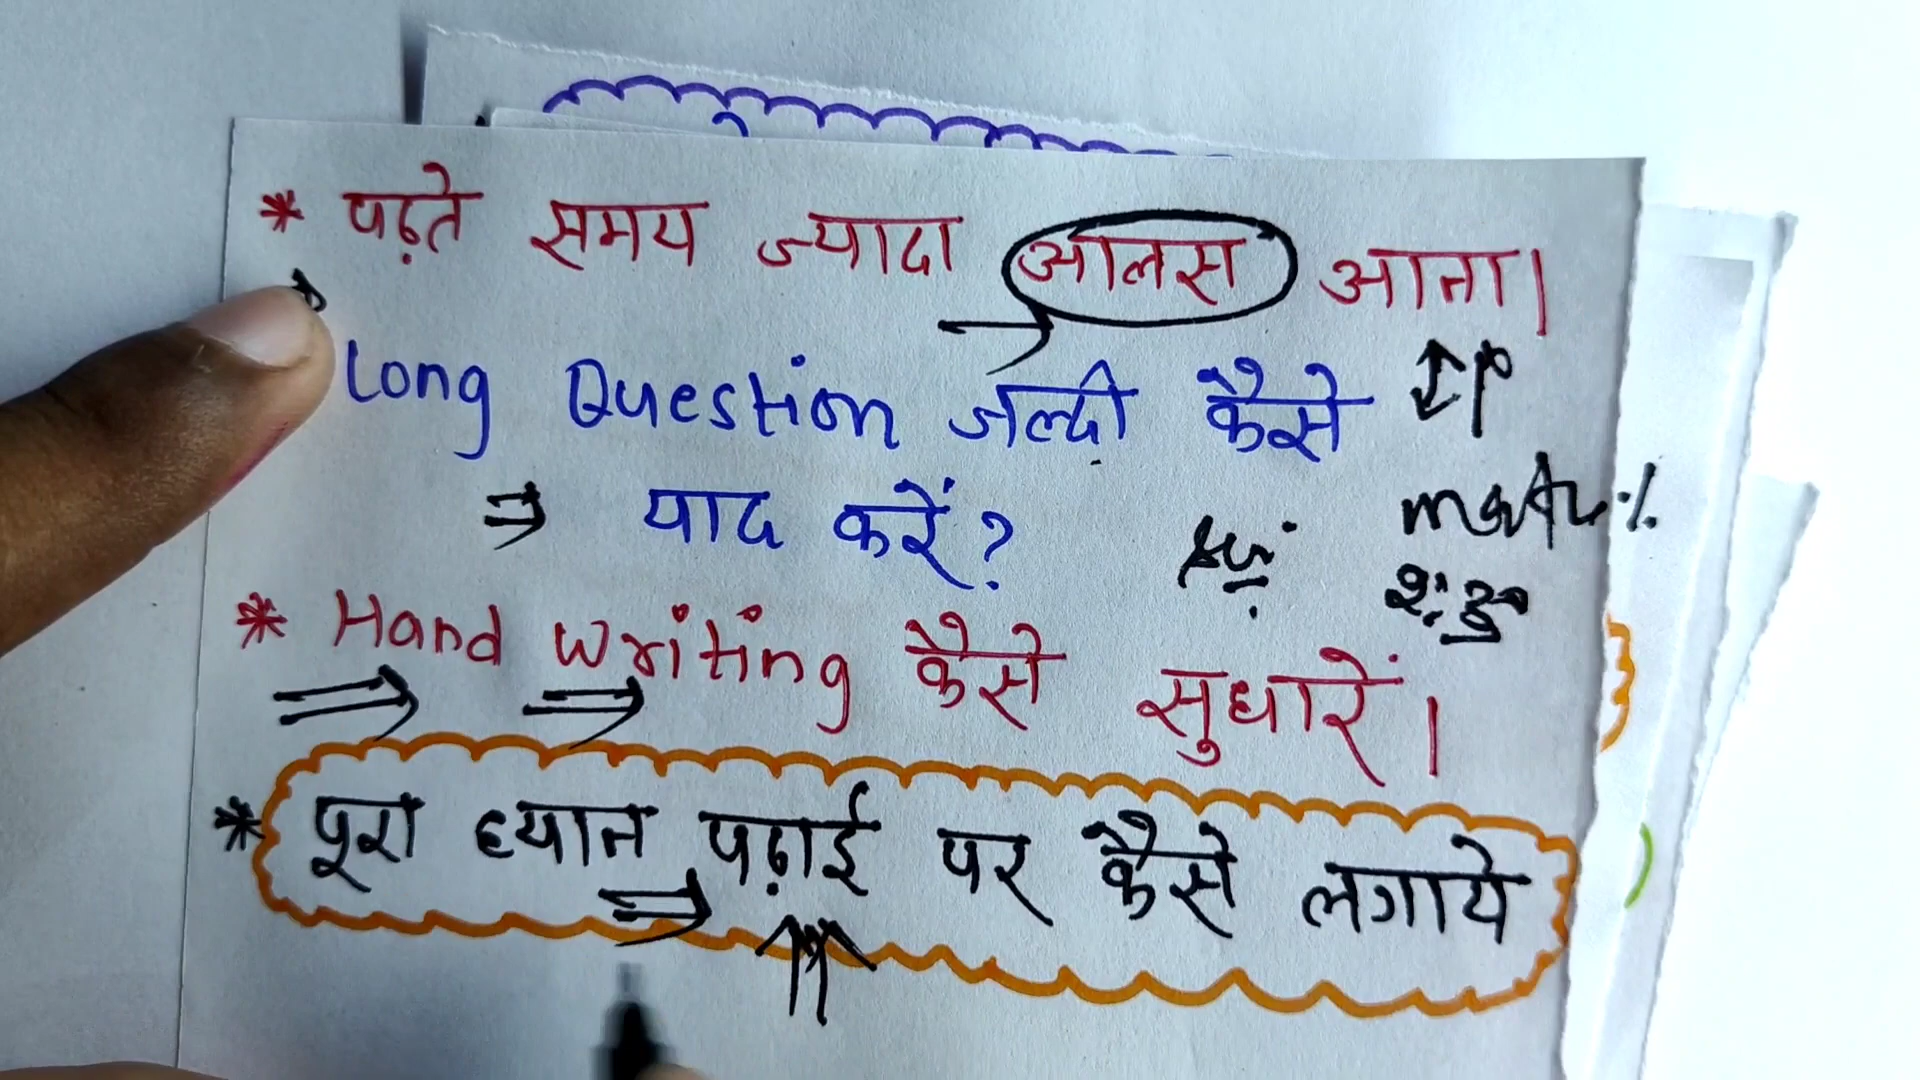 * पढ़ते समय ज्यादा आलस आना।
Long Question जल्दी कैसे
याद करें?
* Hand writing कैसे सुधारें।
* पूरा ध्यान पढ़ाई पर कैसे लगाये